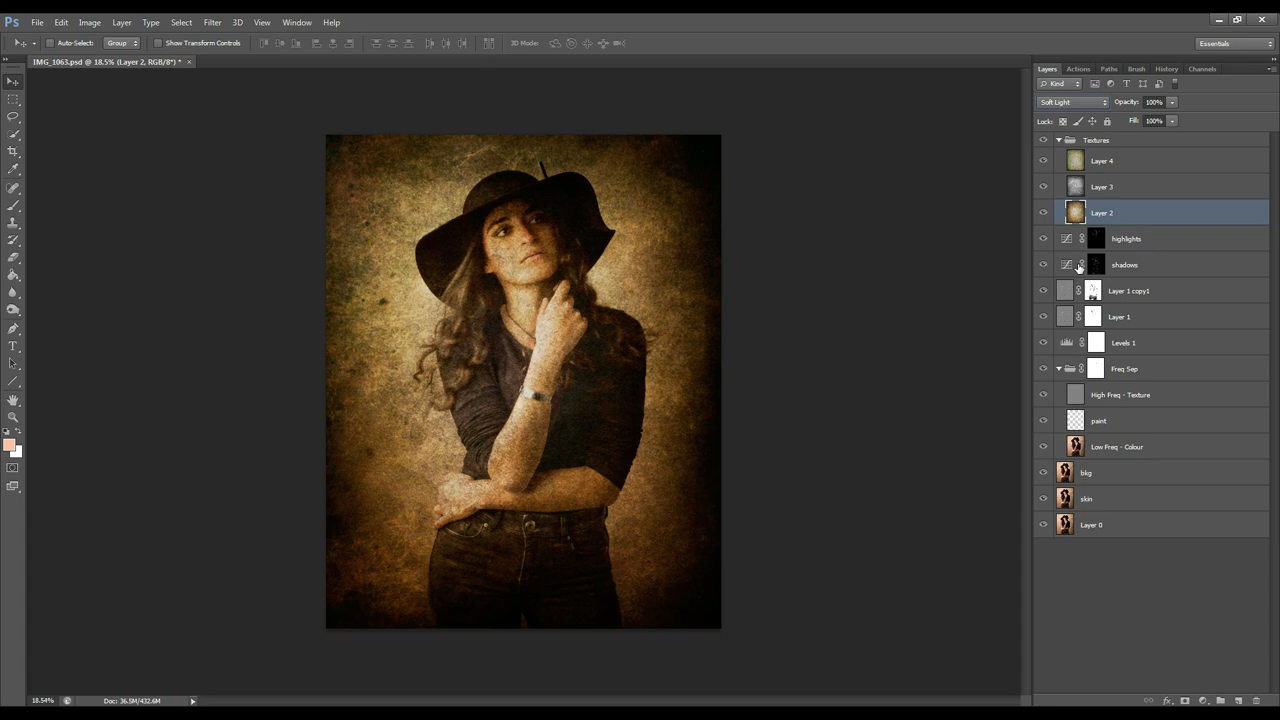 Ps File Edit Image Layer Type Select Filter 3D View Window Help
Auto-Select: Group Show Transform Controls 3D Mode: Essentials
IMG_1063.psd @ 18.5% (Layer 2, RGB/8*) * ×
Layers Actions Paths Brush History Channels
Kind
Soft Light Opacity: 100%
Lock: Fill: 100%
Textures
Layer 4
Layer 3
Layer 2
highlights
shadows
Layer 1 copy1
Layer 1
Levels 1
Freq Sep
High Freq - Texture
paint
Low Freq - Colour
bkg
skin
Layer 0
18.54% Doc: 36.5M/432.6M